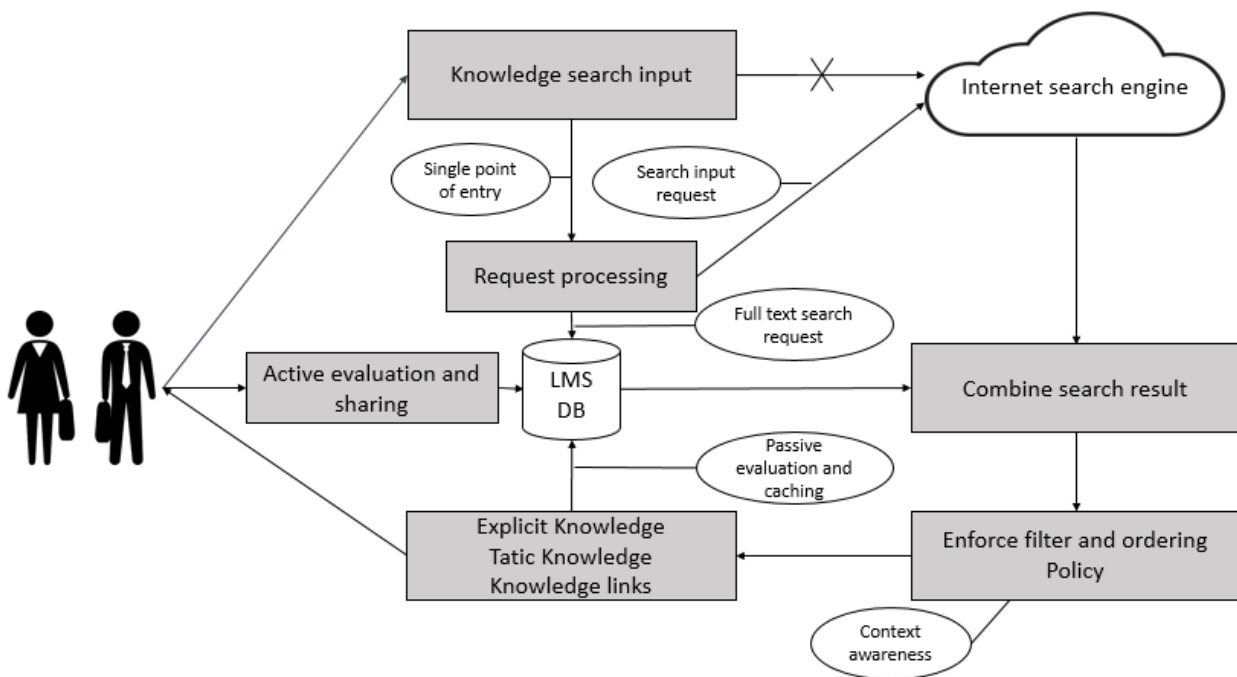 Knowledge search input
Internet search engine
Single point
of entry
Search input
request
Request processing
Full text search
request
Active evaluation and
sharing
LMS
DB
Combine search result
Passive
evaluation and
caching
Explicit Knowledge
Tatic Knowledge
Knowledge links
Enforce filter and ordering
Policy
Context
awareness